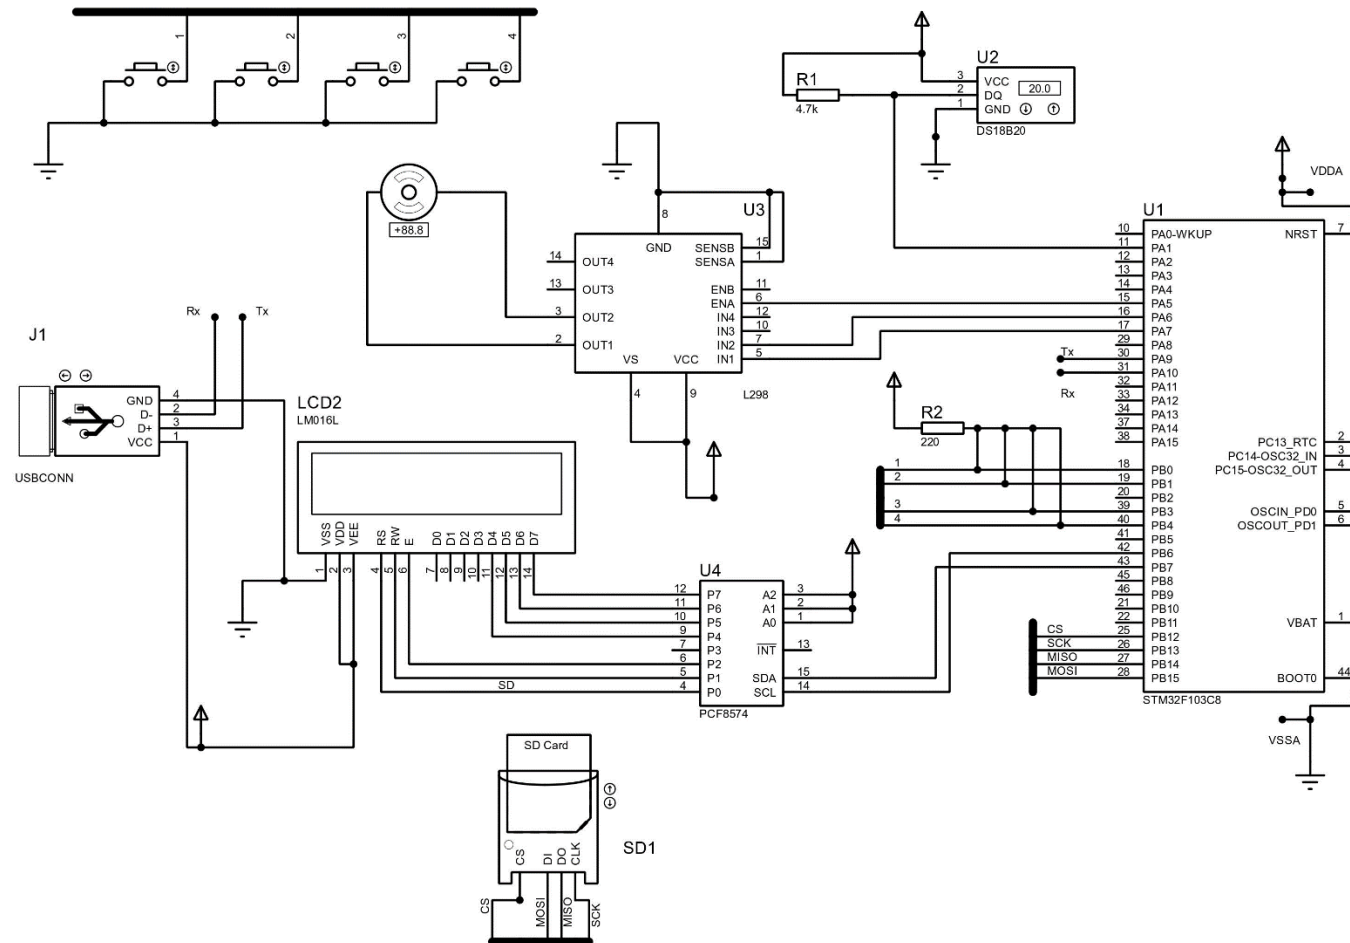 1
2
3
4
U2
3 VCC
2 DQ 20.0
1 GND
DS18B20
R1
4.7k
VDDA
+88.8
U3
8
GND
SENSB 15
SENSA 1
14 OUT4
13 OUT3
3 OUT2
2 OUT1
ENB 11
ENA 6
IN4 12
IN3 10
IN2 7
IN1 5
VS VCC
4 9
L298
U1
10 PA0-WKUP
11 PA1
12 PA2
13 PA3
14 PA4
15 PA5
16 PA6
17 PA7
29 PA8
Tx 30 PA9
31 PA10
Rx 32 PA11
33 PA12
34 PA13
37 PA14
38 PA15
18 PB0
19 PB1
20 PB2
39 PB3
40 PB4
41 PB5
42 PB6
43 PB7
45 PB8
46 PB9
21 PB10
22 PB11
CS 25 PB12
SCK 26 PB13
MISO 27 PB14
MOSI 28 PB15
NRST 7
PC13_RTC 2
PC14-OSC32_IN 3
PC15-OSC32_OUT 4
OSCIN_PD0 5
OSCOUT_PD1 6
VBAT 1
BOOT0 44
STM32F103C8
VSSA
R2
220
1
2
3
4
Rx Tx
J1
GND 4
D- 2
D+ 3
VCC 1
USBCONN
LCD2
LM016L
VSS VDD VEE RS RW E D0 D1 D2 D3 D4 D5 D6 D7
1 2 3 4 5 6 7 8 9 10 11 12 13 14
U4
12 P7
11 P6
10 P5
9 P4
7 P3
6 P2
5 P1
SD 4 P0
A2 3
A1 2
A0 1
INT 13
SDA 15
SCL 14
PCF8574
SD Card
SD1
CS DI DO CLK
CS MOSI MISO SCK